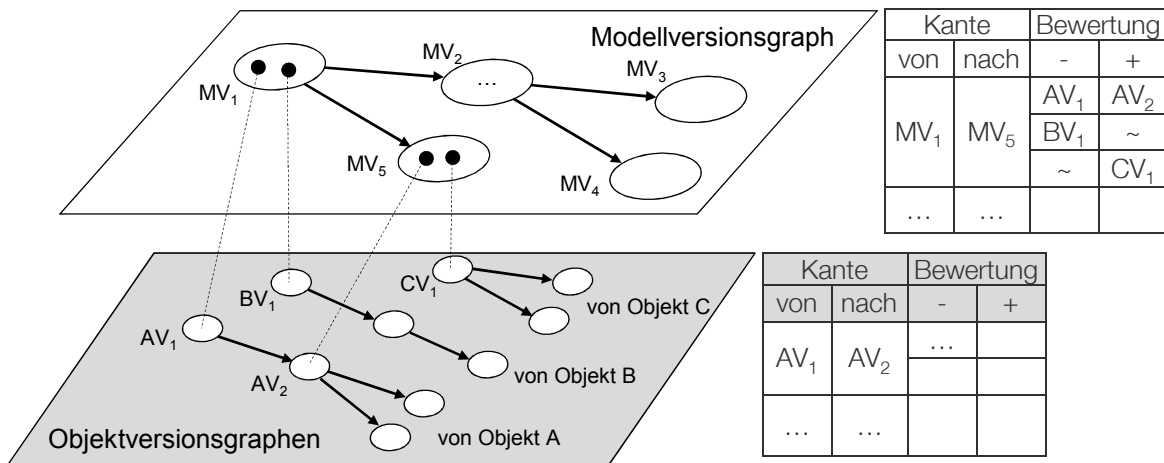 Modellversionsgraph
MV1
MV2
...
MV3
MV5
MV4
Kante Bewertung
von nach - +
MV1 MV5 AV1 AV2
BV1 ~
~ CV1
... ...
CV1
BV1
von Objekt C
AV1
AV2
von Objekt B
von Objekt A
Objektversionsgraphen
Kante Bewertung
von nach - +
AV1 AV2 ...
... ...